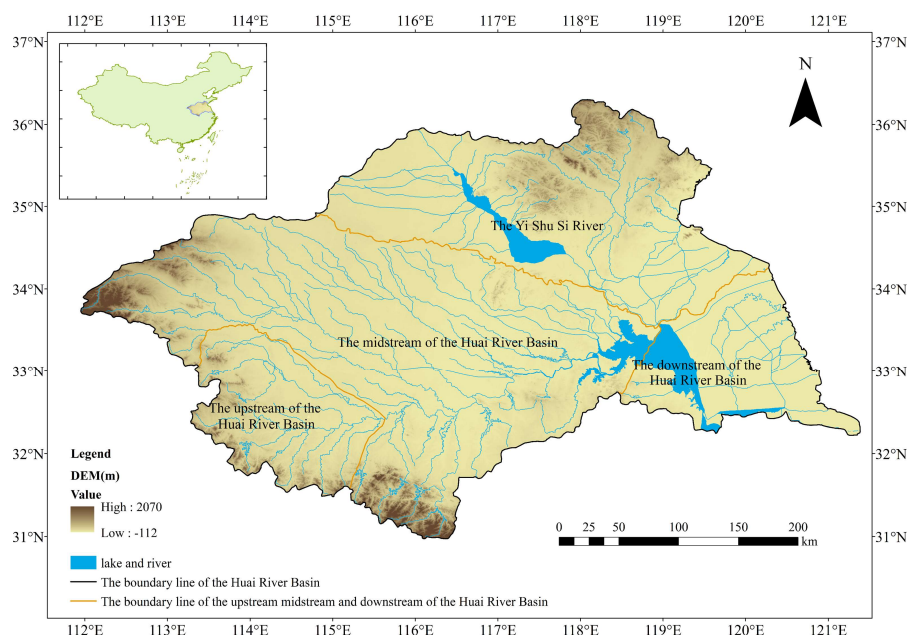 112°E 113°E 114°E 115°E 116°E 117°E 118°E 119°E 120°E 121°E
37°N 37°N
N
36°N 36°N
35°N 35°N
The Yi Shu Si River
34°N 34°N
The midstream of the Huai River Basin
The downstream of the
Huai River Basin
33°N 33°N
The upstream of the
Huai River Basin
32°N 32°N
31°N 31°N
Legend
DEM(m)
Value
High : 2070
Low : -112
lake and river
The boundary line of the Huai River Basin
The boundary line of the upstream midstream and downstream of the Huai River Basin
0 25 50 100 150 200
km
112°E 113°E 114°E 115°E 116°E 117°E 118°E 119°E 120°E 121°E